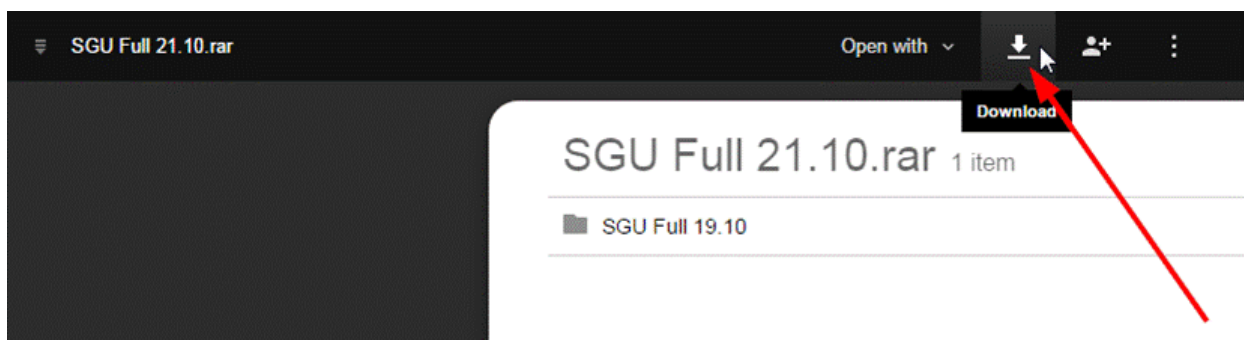 SGU Full 21.10.rar
Open with
Download
SGU Full 21.10.rar 1 item
SGU Full 19.10